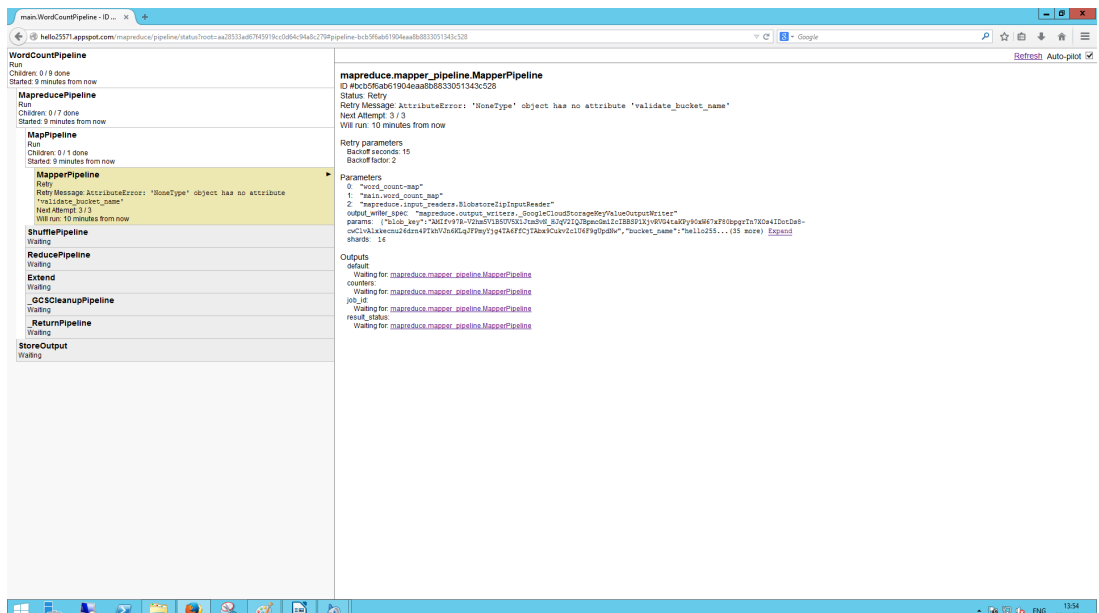 main.WordCountPipeline - ID ...
hello25571.appspot.com/mapreduce/pipeline/status?root=aa28533ad67f45919cc0d64c94a8c279#pipeline-bcb5f6ab61904eaa8b8833051343c528
Google
WordCountPipeline
Run
Children: 0 / 9 done
Started: 9 minutes from now
MapreducePipeline
Run
Children: 0 / 7 done
Started: 9 minutes from now
MapPipeline
Run
Children: 0 / 1 done
Started: 9 minutes from now
MapperPipeline
Retry
Retry Message: AttributeError: 'NoneType' object has no attribute
'validate_bucket_name'
Next Attempt: 3 / 3
Will run: 10 minutes from now
ShufflePipeline
Waiting
ReducePipeline
Waiting
Extend
Waiting
_GCSCleanupPipeline
Waiting
_ReturnPipeline
Waiting
StoreOutput
Waiting
Refresh Auto-pilot
mapreduce.mapper_pipeline.MapperPipeline
ID #bcb5f6ab61904eaa8b8833051343c528
Status: Retry
Retry Message: AttributeError: 'NoneType' object has no attribute 'validate_bucket_name'
Next Attempt: 3 / 3
Will run: 10 minutes from now
Retry parameters
Backoff seconds: 15
Backoff factor: 2
Parameters
0: "word_count-map"
1: "main.word_count_map"
2: "mapreduce.input_readers.BlobstoreZipInputReader"
output_writer_spec: "mapreduce.output_writers._GoogleCloudStorageKeyValueOutputWriter"
params: {"blob_key":
"bucket_name":"hello255...(35 more) Expand
shards: 16
Outputs
default:
Waiting for: mapreduce.mapper_pipeline.MapperPipeline
counters:
Waiting for: mapreduce.mapper_pipeline.MapperPipeline
job_id:
Waiting for: mapreduce.mapper_pipeline.MapperPipeline
result_status:
Waiting for: mapreduce.mapper_pipeline.MapperPipeline
ENG
13:54